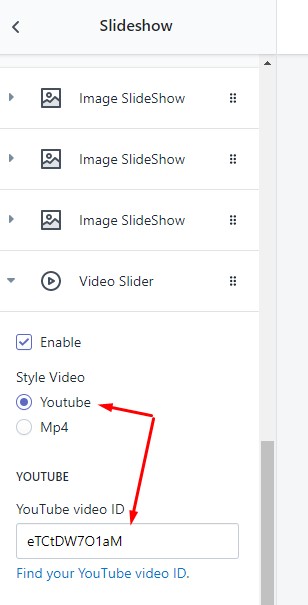 Slideshow
Image SlideShow
Image SlideShow
Image SlideShow
Video Slider
Enable
Style Video
Youtube
Mp4
YOUTUBE
YouTube video ID
eTCtDW7O1aM
Find your YouTube video ID.